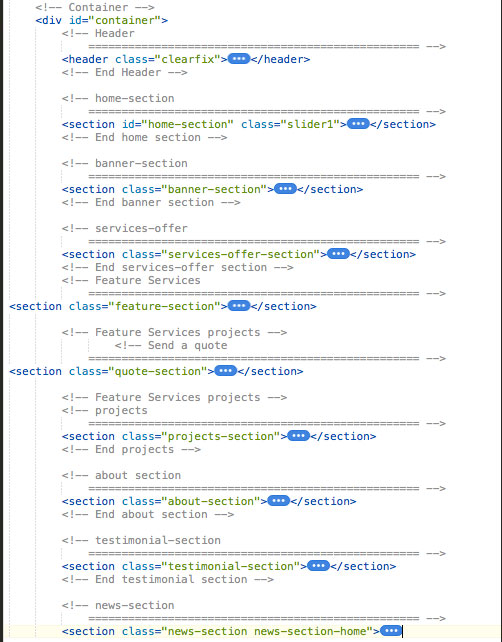 <!-- Container -->
<div id="container">
<!-- Header
================================================== -->
<header class="clearfix">•••</header>
<!-- End Header -->
<!-- home-section
================================================== -->
<section id="home-section" class="slider1">•••</section>
<!-- End home section -->
<!-- banner-section
================================================== -->
<section class="banner-section">•••</section>
<!-- End banner section -->
<!-- services-offer
================================================== -->
<section class="services-offer-section">•••</section>
<!-- End services-offer section -->
<!-- Feature Services
================================================== -->
<section class="feature-section">•••</section>
<!-- Feature Services projects -->
<!-- Send a quote
================================================== -->
<section class="quote-section">•••</section>
<!-- Feature Services projects -->
<!-- projects
================================================== -->
<section class="projects-section">•••</section>
<!-- End projects -->
<!-- about section
================================================== -->
<section class="about-section">•••</section>
<!-- End about section -->
<!-- testimonial-section
================================================== -->
<section class="testimonial-section">•••</section>
<!-- End testimonial section -->
<!-- news-section
================================================== -->
<section class="news-section news-section-home">•••